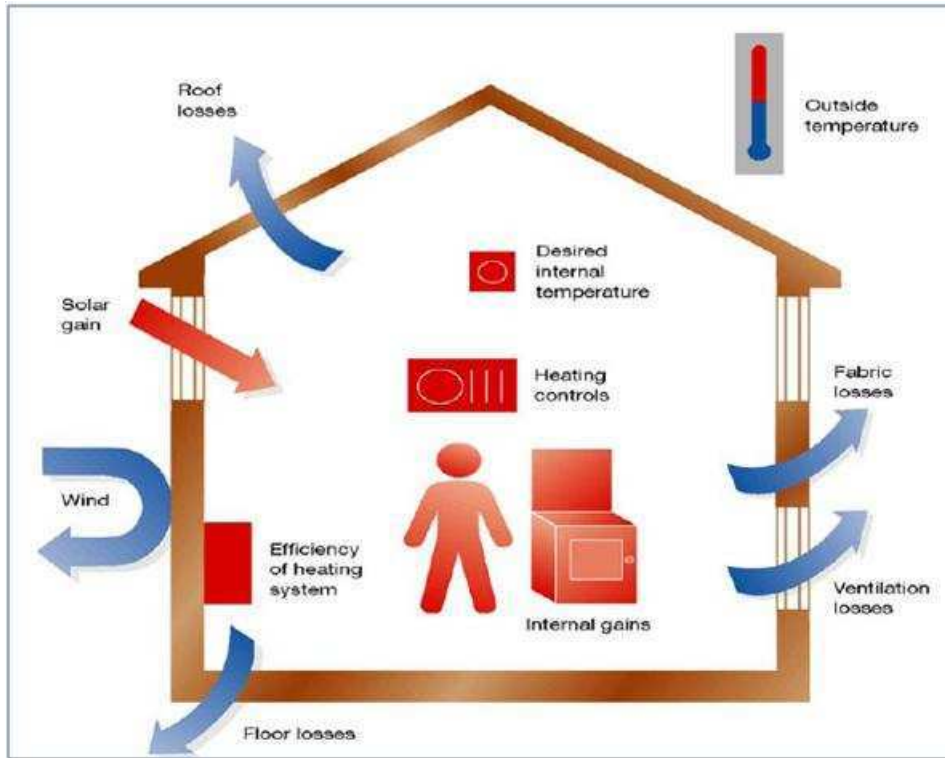 Roof
losses
Outside
temperature
Desired
internal
temperature
Solar
gain
Heating
controls
Fabric
losses
Wind
Efficiency
of heating
system
Internal gains
Ventilation
losses
Floor losses